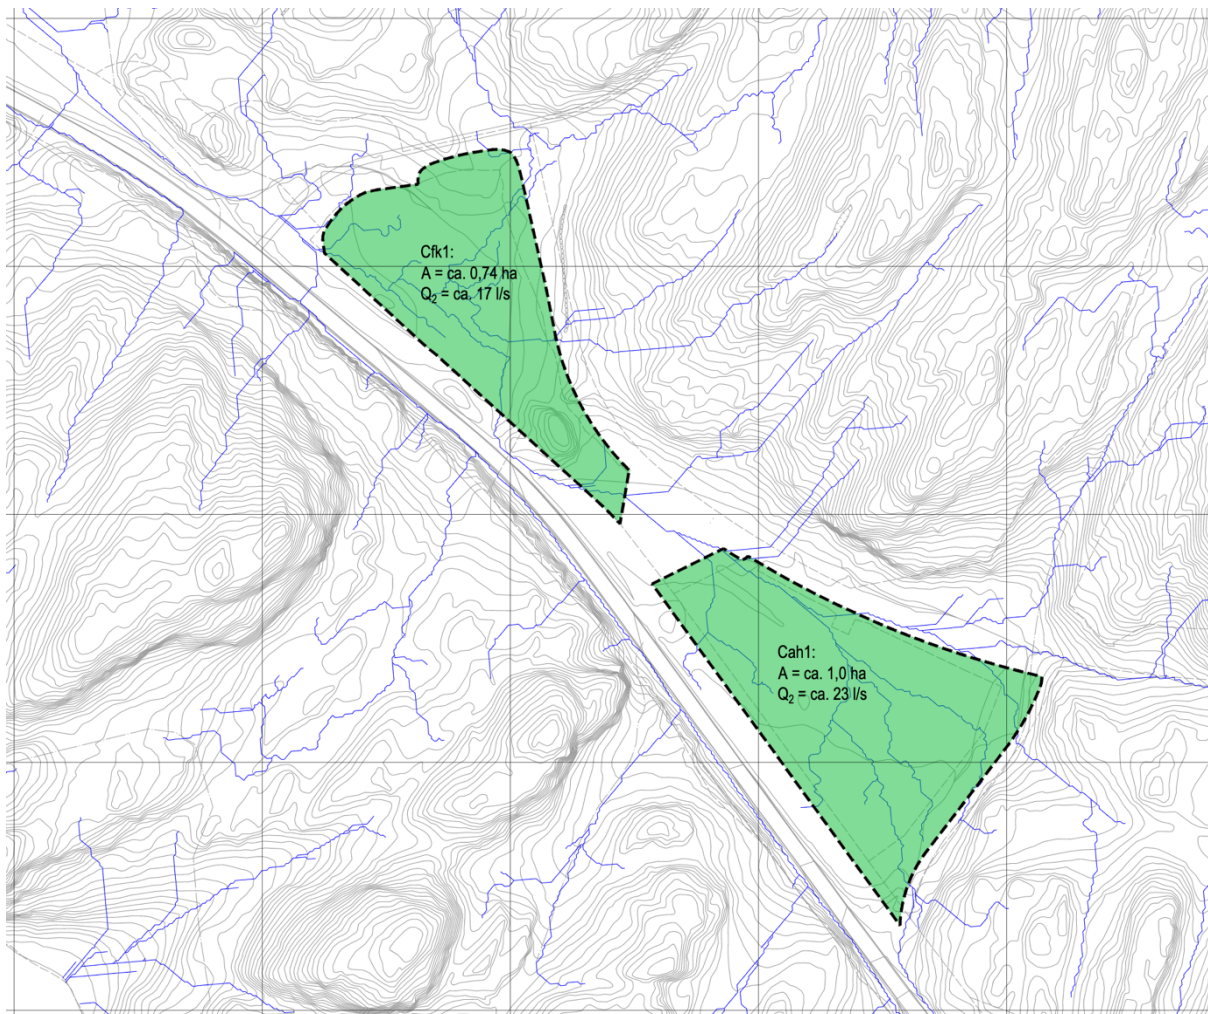 Cfk1:
A = ca. 0,74 ha
Q₂ = ca. 17 l/s
Cah1:
A = ca. 1,0 ha
Q₂ = ca. 23 l/s